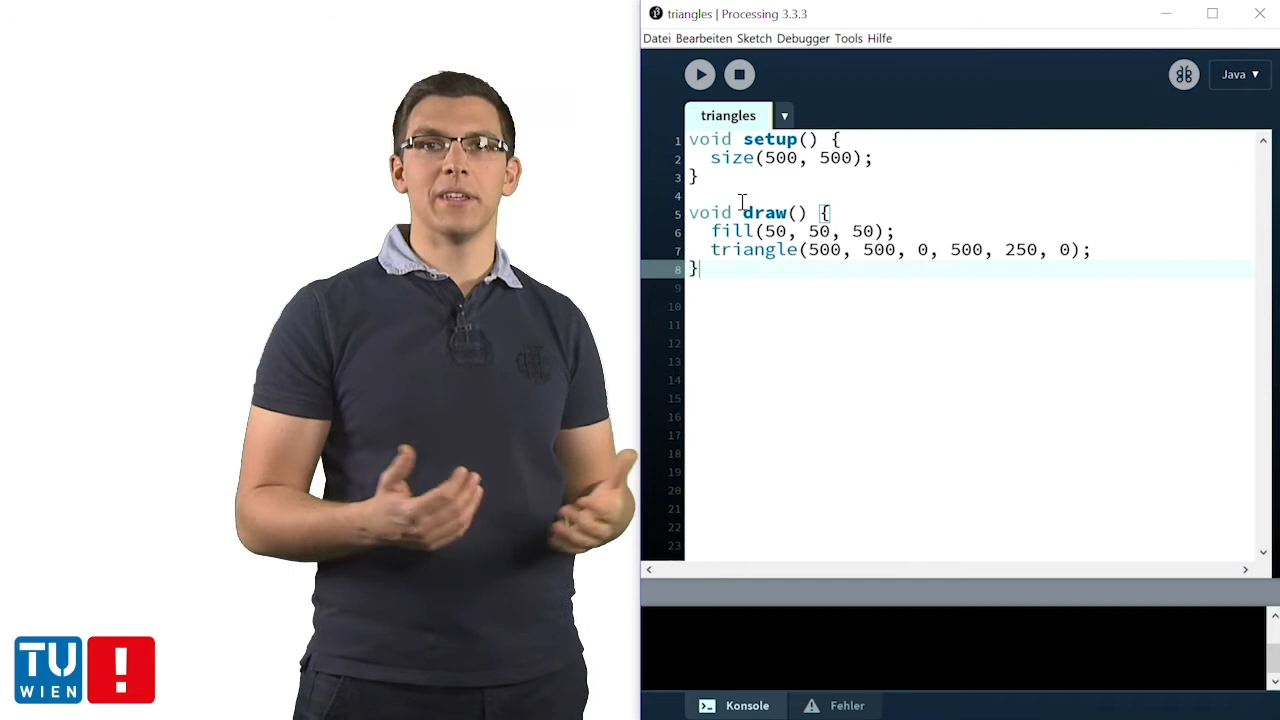 triangles | Processing 3.3.3
Datei Bearbeiten Sketch Debugger Tools Hilfe
Java ▼
triangles ▼
1 void setup() {
2 size(500, 500);
3 }
4
5 void draw() {
6 fill(50, 50, 50);
7 triangle(500, 500, 0, 500, 250, 0);
8 }
9
10
11
12
13
14
15
16
17
18
19
20
21
22
23
Konsole Fehler
TU
WIEN
!